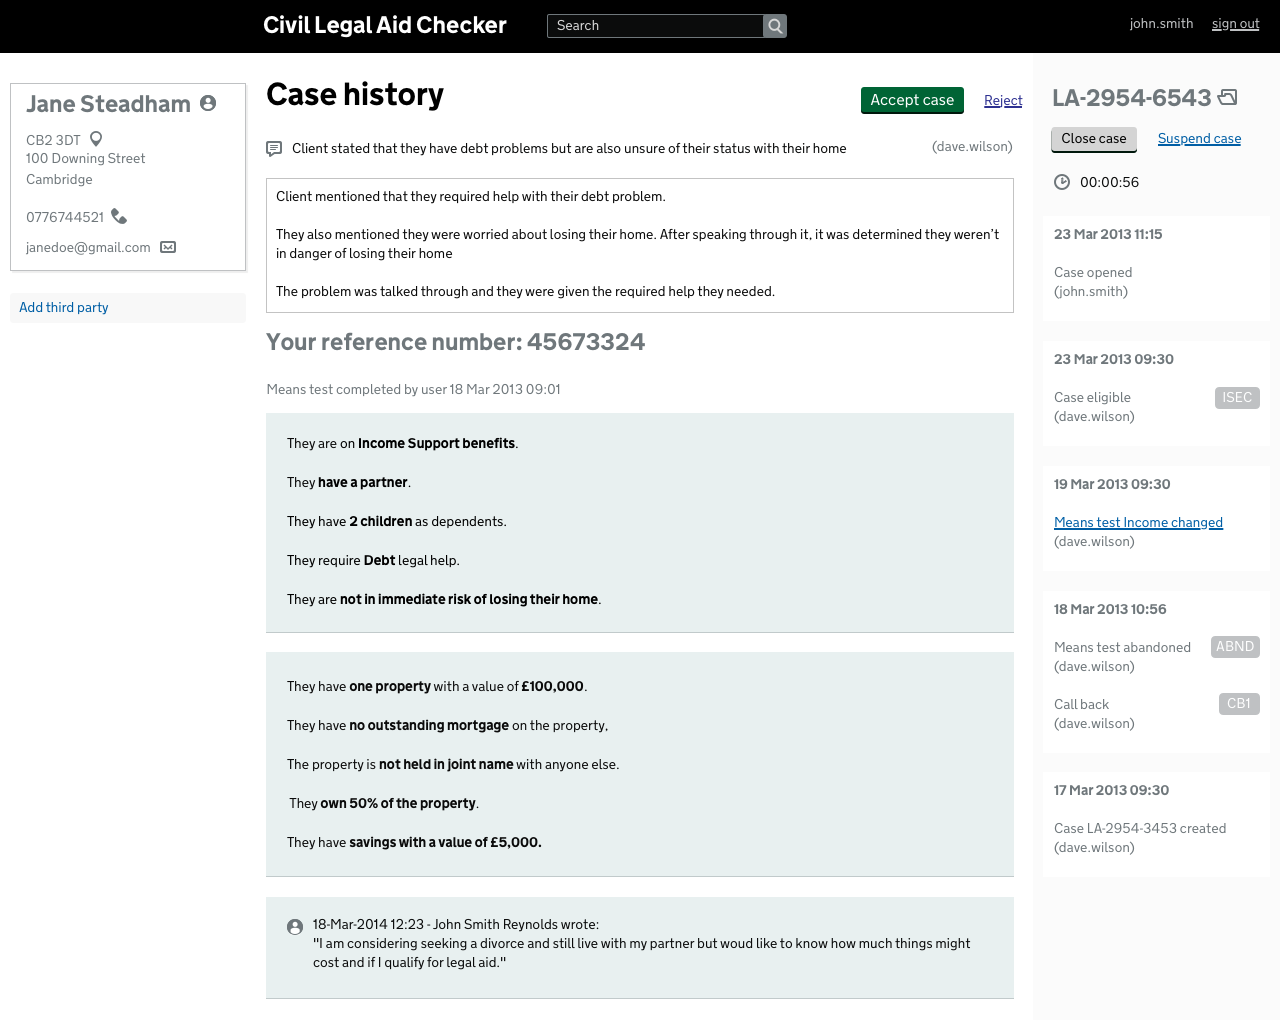 Civil Legal Aid Checker
Search
john.smith
sign out
Jane Steadham
CB2 3DT
100 Downing Street
Cambridge
0776744521
janedoe@gmail.com
Add third party
Case history
Accept case
Reject
Client stated that they have debt problems but are also unsure of their status with their home
(dave.wilson)
Client mentioned that they required help with their debt problem.
They also mentioned they were worried about losing their home. After speaking through it, it was determined they weren't
in danger of losing their home
The problem was talked through and they were given the required help they needed.
Your reference number: 45673324
Means test completed by user 18 Mar 2013 09:01
They are on Income Support benefits.
They have a partner.
They have 2 children as dependents.
They require Debt legal help.
They are not in immediate risk of losing their home.
They have one property with a value of £100,000.
They have no outstanding mortgage on the property,
The property is not held in joint name with anyone else.
They own 50% of the property.
They have savings with a value of £5,000.
18-Mar-2014 12:23 - John Smith Reynolds wrote:
"I am considering seeking a divorce and still live with my partner but woud like to know how much things might
cost and if I qualify for legal aid."
LA-2954-6543
Close case
Suspend case
00:00:56
23 Mar 2013 11:15
Case opened
(john.smith)
23 Mar 2013 09:30
Case eligible
ISEC
(dave.wilson)
19 Mar 2013 09:30
Means test Income changed
(dave.wilson)
18 Mar 2013 10:56
Means test abandoned
ABND
(dave.wilson)
Call back
CB1
(dave.wilson)
17 Mar 2013 09:30
Case LA-2954-3453 created
(dave.wilson)